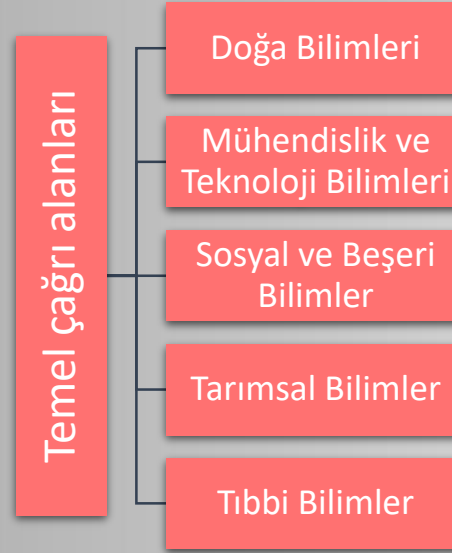 Temel çağrı alanları
Doğa Bilimleri
Mühendislik ve
Teknoloji Bilimleri
Sosyal ve Beşeri
Bilimler
Tarımsal Bilimler
Tıbbi Bilimler